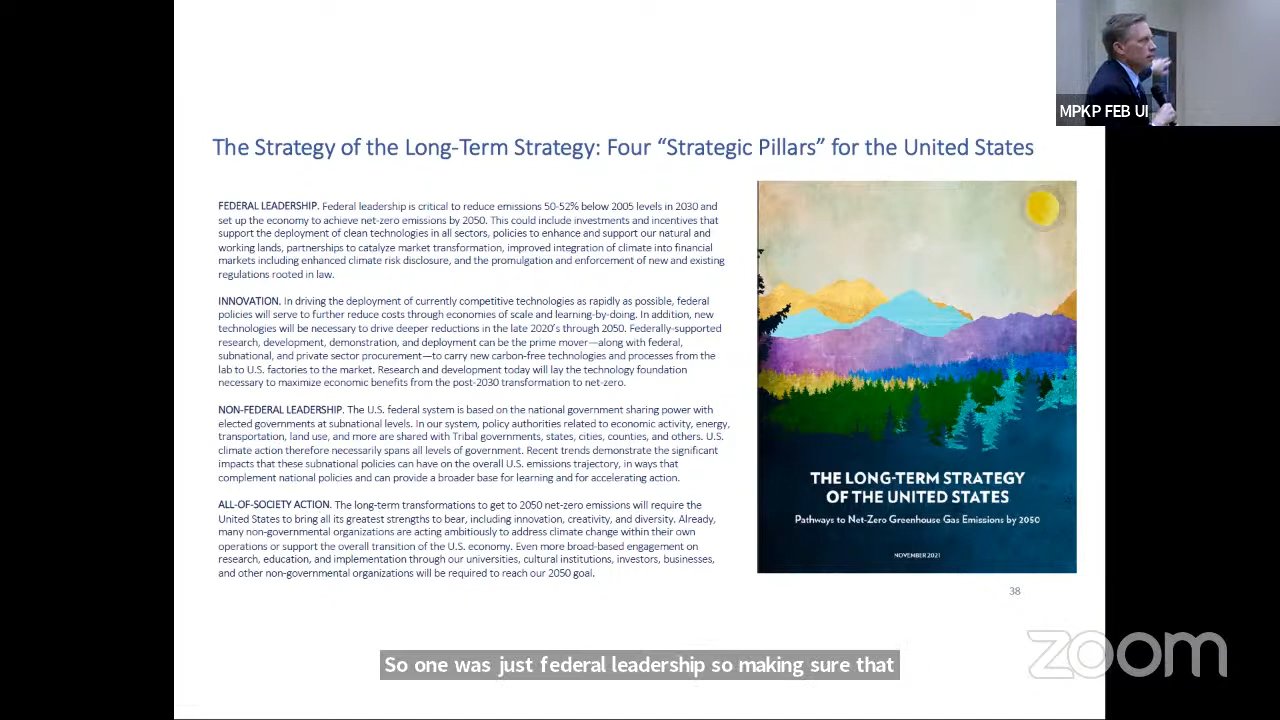 MPKP FEB UI
The Strategy of the Long-Term Strategy: Four “Strategic Pillars” for the United States
FEDERAL LEADERSHIP. Federal leadership is critical to reduce emissions 50-52% below 2005 levels in 2030 and
set up the economy to achieve net-zero emissions by 2050. This could include investments and incentives that
support the deployment of clean technologies in all sectors, policies to enhance and support our natural and
working lands, partnerships to catalyze market transformation, improved integration of climate into financial
markets including enhanced climate risk disclosure, and the promulgation and enforcement of new and existing
regulations rooted in law.
INNOVATION. In driving the deployment of currently competitive technologies as rapidly as possible, federal
policies will serve to further reduce costs through economies of scale and learning-by-doing. In addition, new
technologies will be necessary to drive deeper reductions in the late 2020’s through 2050. Federally-supported
research, development, demonstration, and deployment can be the prime mover—along with federal,
subnational, and private sector procurement—to carry new carbon-free technologies and processes from the
lab to U.S. factories to the market. Research and development today will lay the technology foundation
necessary to maximize economic benefits from the post-2030 transformation to net-zero.
NON-FEDERAL LEADERSHIP. The U.S. federal system is based on the national government sharing power with
elected governments at subnational levels. In our system, policy authorities related to economic activity, energy,
transportation, land use, and more are shared with Tribal governments, states, cities, counties, and others. U.S.
climate action therefore necessarily spans all levels of government. Recent trends demonstrate the significant
impacts that these subnational policies can have on the overall U.S. emissions trajectory, in ways that
complement national policies and can provide a broader base for learning and for accelerating action.
ALL-OF-SOCIETY ACTION. The long-term transformations to get to 2050 net-zero emissions will require the
United States to bring all its greatest strengths to bear, including innovation, creativity, and diversity. Already,
many non-governmental organizations are acting ambitiously to address climate change within their own
operations or support the overall transition of the U.S. economy. Even more broad-based engagement on
research, education, and implementation through our universities, cultural institutions, investors, businesses,
and other non-governmental organizations will be required to reach our 2050 goal.
THE LONG-TERM STRATEGY
OF THE UNITED STATES
Pathways to Net-Zero Greenhouse Gas Emissions by 2050
NOVEMBER 2021
38
So one was just federal leadership so making sure that
zoom